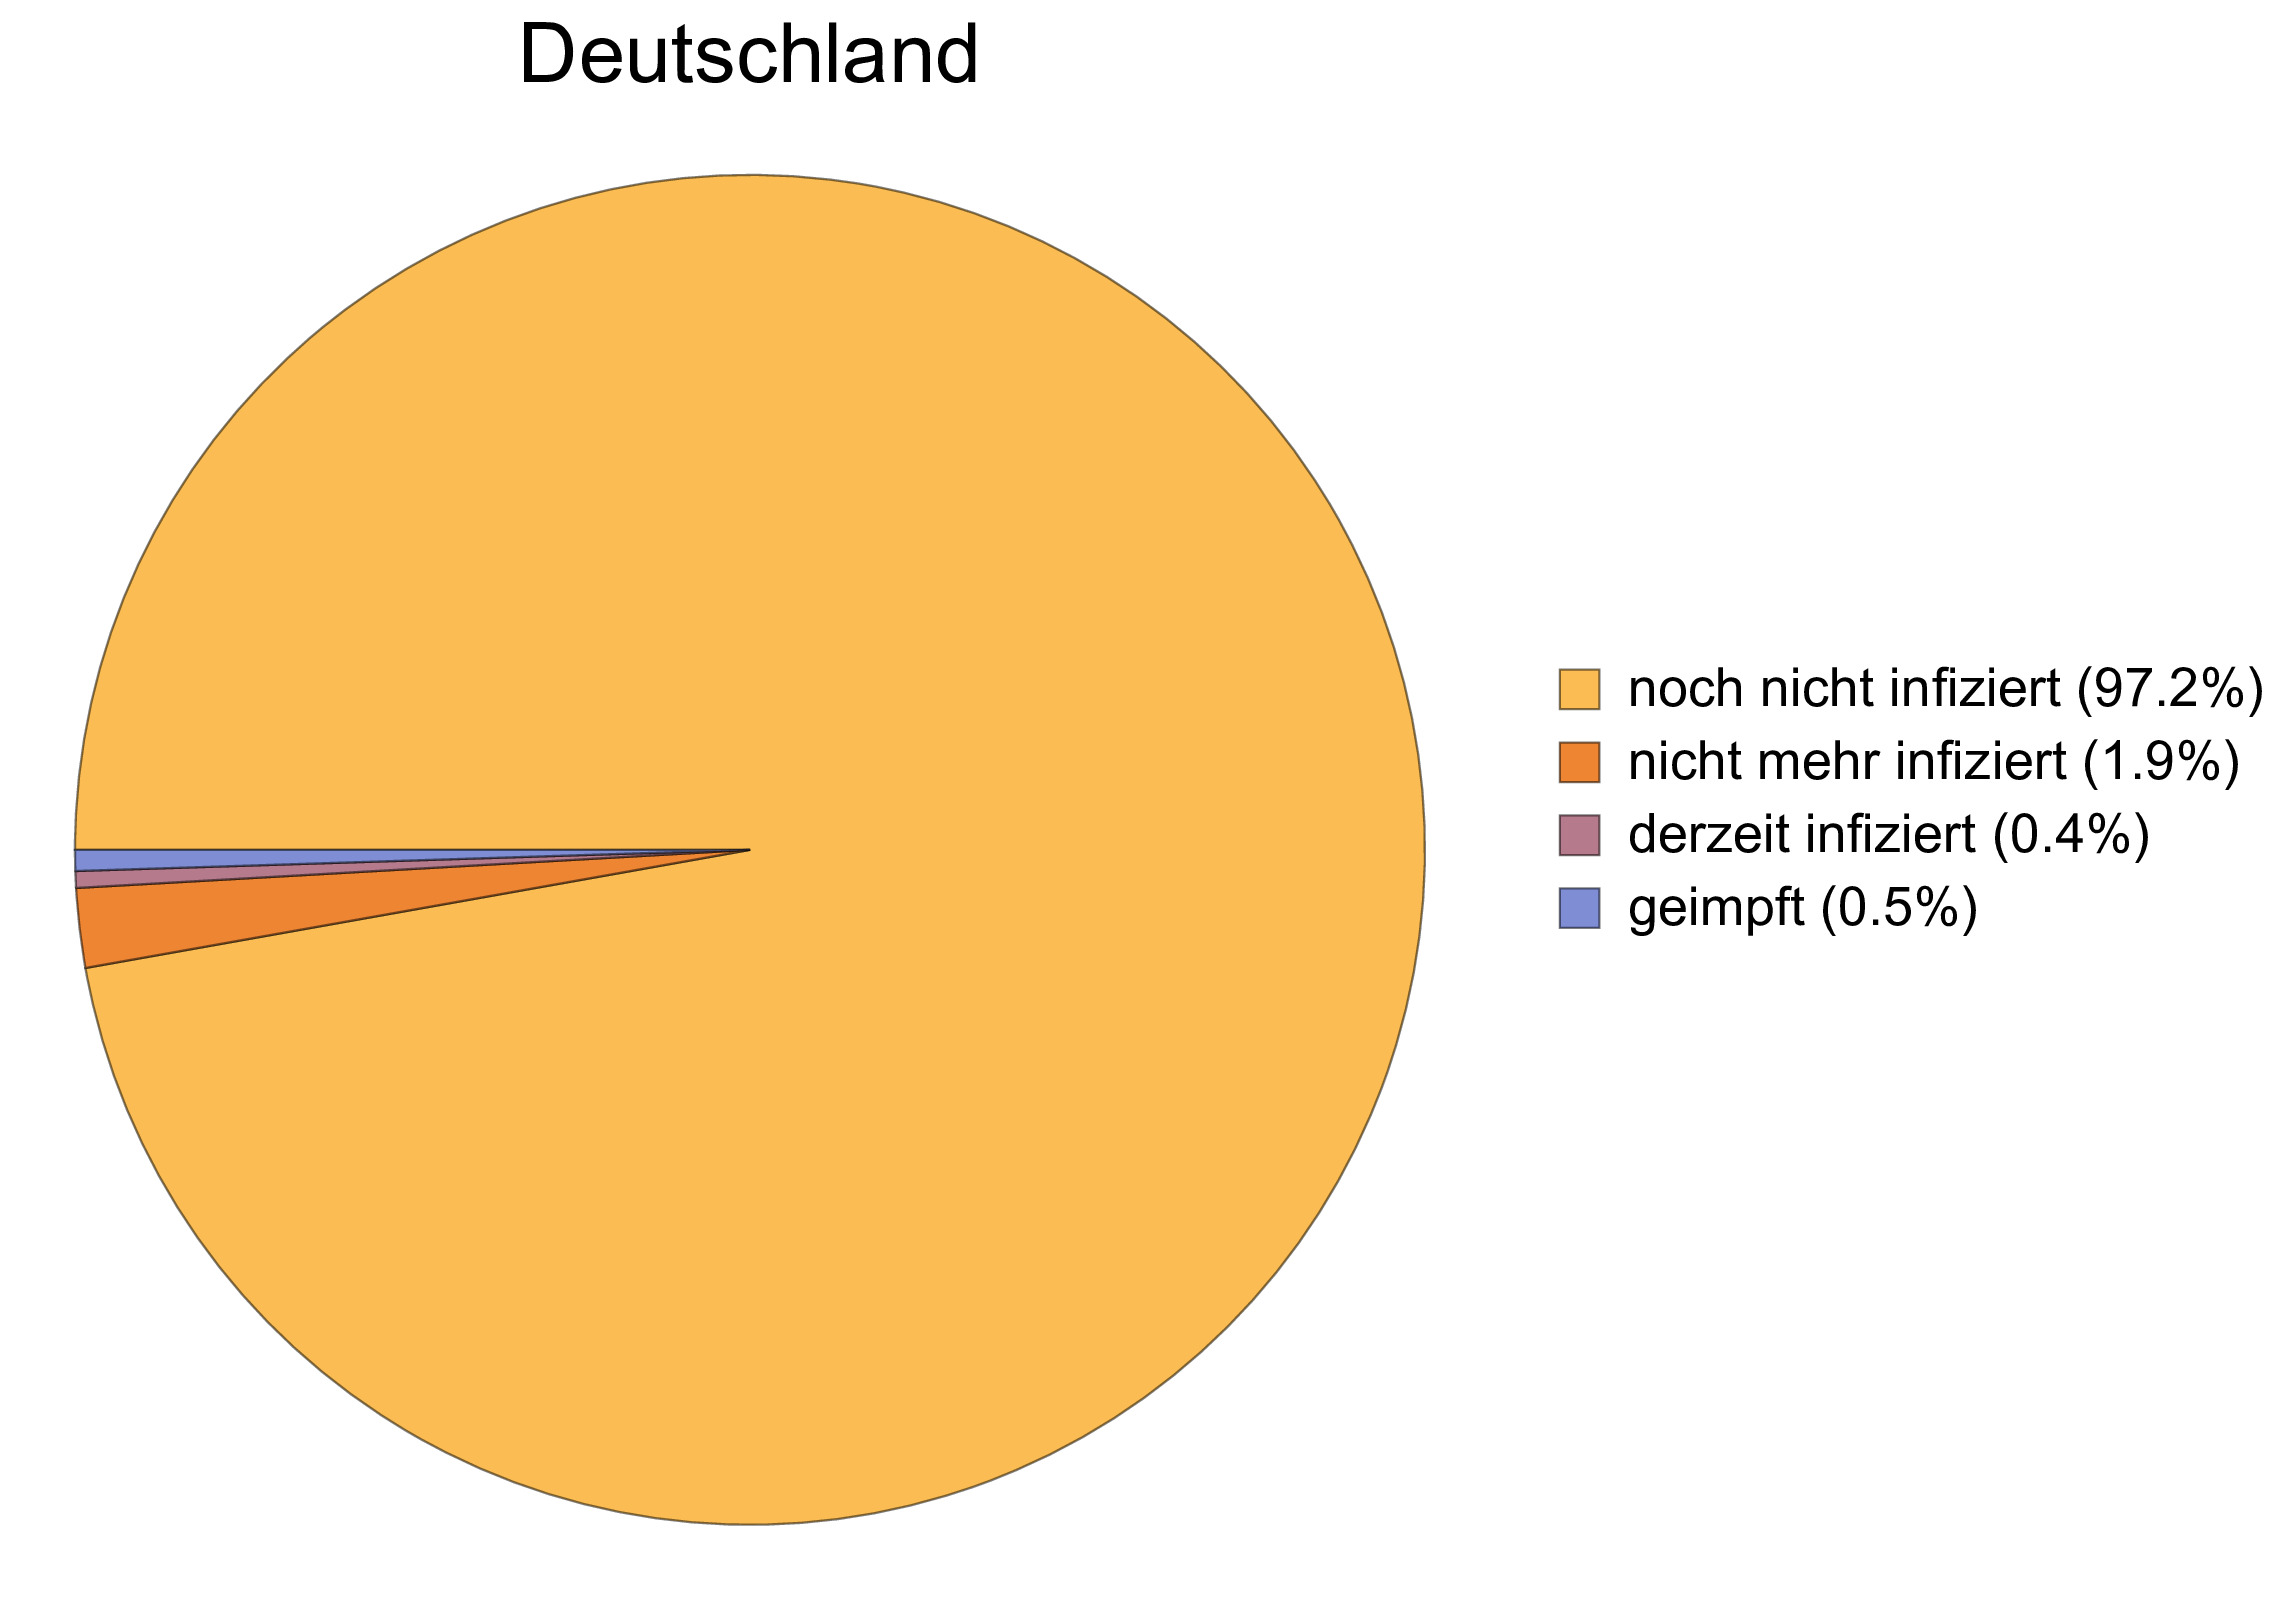 Deutschland
noch nicht infiziert (97.2%)
nicht mehr infiziert (1.9%)
derzeit infiziert (0.4%)
geimpft (0.5%)